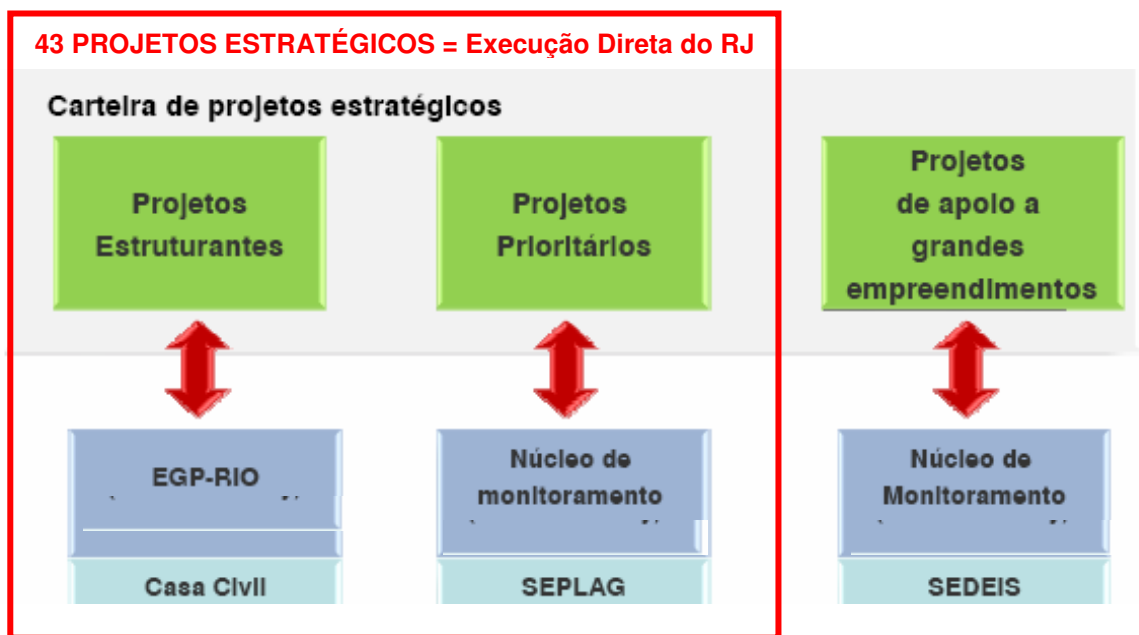 43 PROJETOS ESTRATÉGICOS = Execução Direta do RJ
Carteira de projetos estratégicos
Projetos
Estruturantes
Projetos
Prioritários
Projetos
de apoio a
grandes
empreendimentos
EGP-RIO
Núcleo de
monitoramento
Núcleo de
Monitoramento
Casa Civil
SEPLAG
SEDEIS